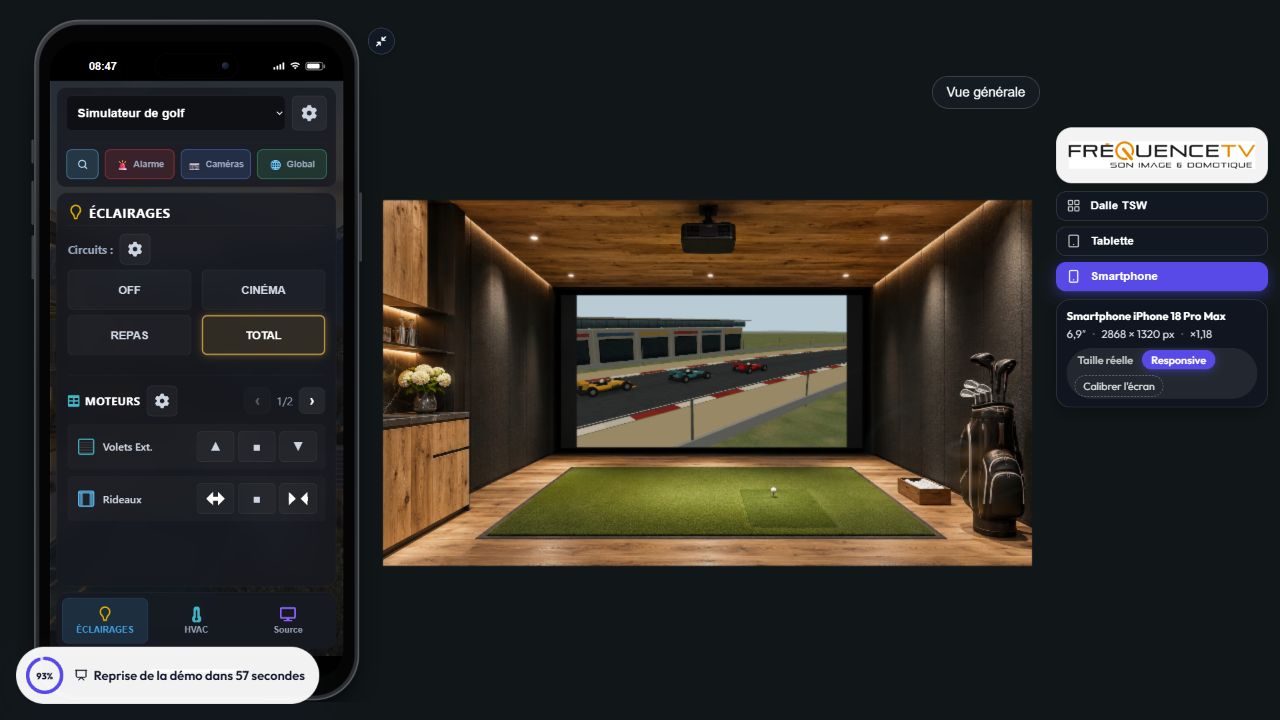 08:47
Simulateur de golf
Alarme
Caméras
Global
ÉCLAIRAGES
Circuits :
OFF
CINÉMA
REPAS
TOTAL
MOTEURS
1/2
Volets Ext.
Rideaux
ÉCLAIRAGES
HVAC
Source
93%
Reprise de la démo dans 57 secondes
Vue générale
FRÉQUENCETV
SON IMAGE & DOMOTIQUE
Dalle TSW
Tablette
Smartphone
Smartphone iPhone 18 Pro Max
6,9" · 2868 × 1320 px · ×1,18
Taille réelle
Responsive
Calibrer l'écran